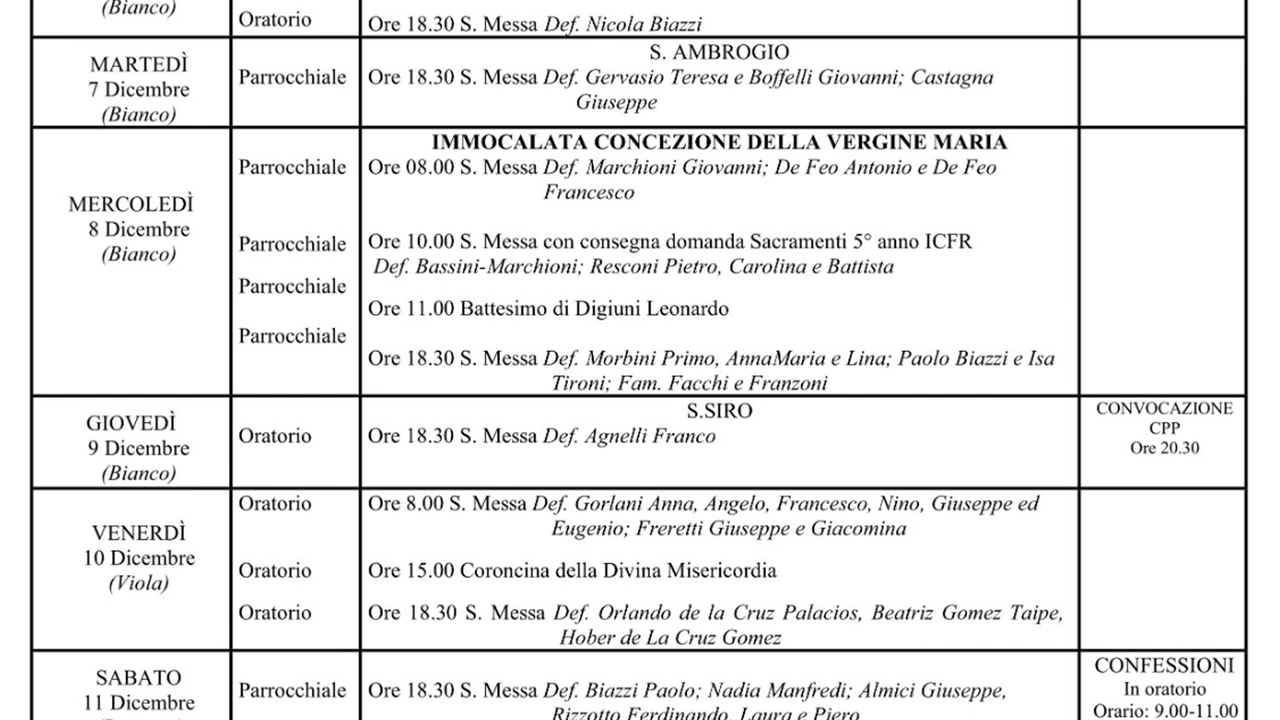 (Bianco)
Oratorio
Ore 18.30 S. Messa Def. Nicola Biazzi
MARTEDÌ
7 Dicembre
(Bianco)
Parrocchiale
S. AMBROGIO
Ore 18.30 S. Messa Def. Gervasio Teresa e Boffelli Giovanni; Castagna
Giuseppe
MERCOLEDÌ
8 Dicembre
(Bianco)
IMMOCALATA CONCEZIONE DELLA VERGINE MARIA
Parrocchiale
Ore 08.00 S. Messa Def. Marchioni Giovanni; De Feo Antonio e De Feo
Francesco
Parrocchiale
Ore 10.00 S. Messa con consegna domanda Sacramenti 5° anno ICFR
Def. Bassini-Marchioni; Resconi Pietro, Carolina e Battista
Parrocchiale
Ore 11.00 Battesimo di Digiuni Leonardo
Parrocchiale
Ore 18.30 S. Messa Def. Morbini Primo, AnnaMaria e Lina; Paolo Biazzi e Isa
Tironi; Fam. Facchi e Franzoni
GIOVEDÌ
9 Dicembre
(Bianco)
Oratorio
S.SIRO
Ore 18.30 S. Messa Def. Agnelli Franco
CONVOCAZIONE
CPP
Ore 20.30
VENERDÌ
10 Dicembre
(Viola)
Oratorio
Ore 8.00 S. Messa Def. Gorlani Anna, Angelo, Francesco, Nino, Giuseppe ed
Eugenio; Freretti Giuseppe e Giacomina
Oratorio
Ore 15.00 Coroncina della Divina Misericordia
Oratorio
Ore 18.30 S. Messa Def. Orlando de la Cruz Palacios, Beatriz Gomez Taipe,
Hober de La Cruz Gomez
SABATO
11 Dicembre
Parrocchiale
Ore 18.30 S. Messa Def. Biazzi Paolo; Nadia Manfredi; Almici Giuseppe,
Rizzotto Ferdinando, Laura e Piero
CONFESSIONI
In oratorio
Orario: 9.00-11.00